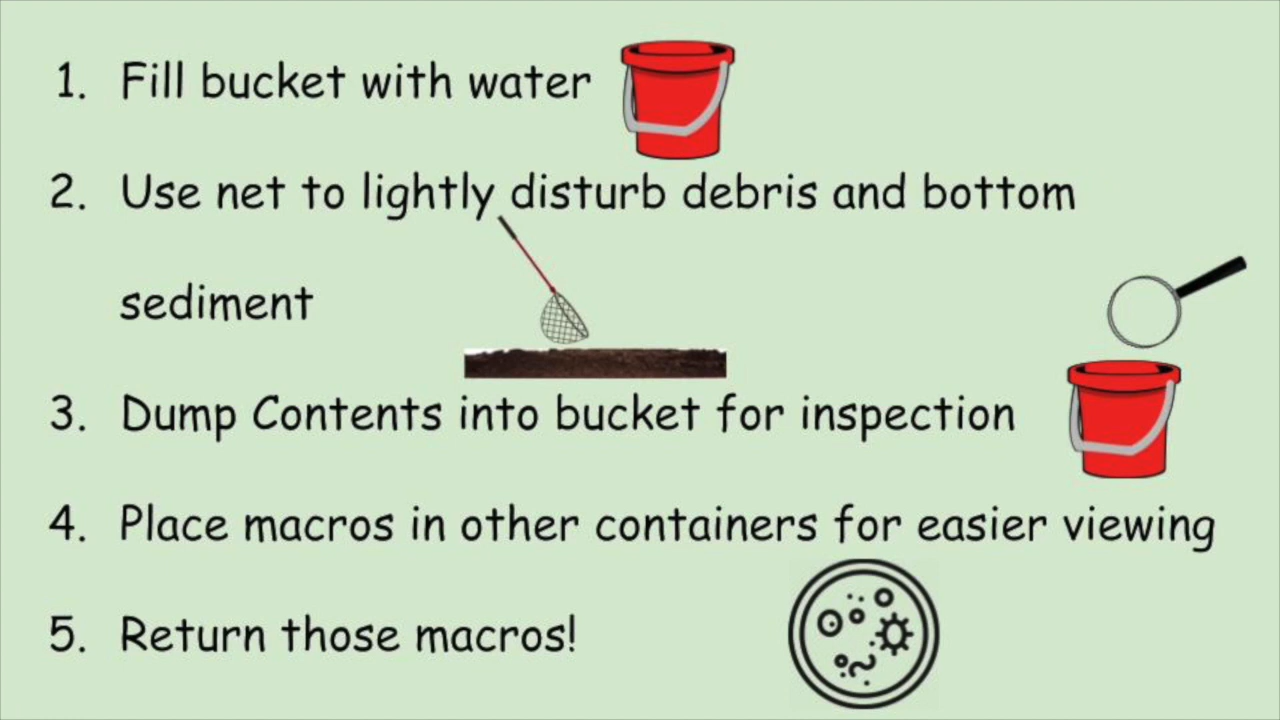 1. Fill bucket with water
2. Use net to lightly disturb debris and bottom
sediment
3. Dump Contents into bucket for inspection
4. Place macros in other containers for easier viewing
5. Return those macros!